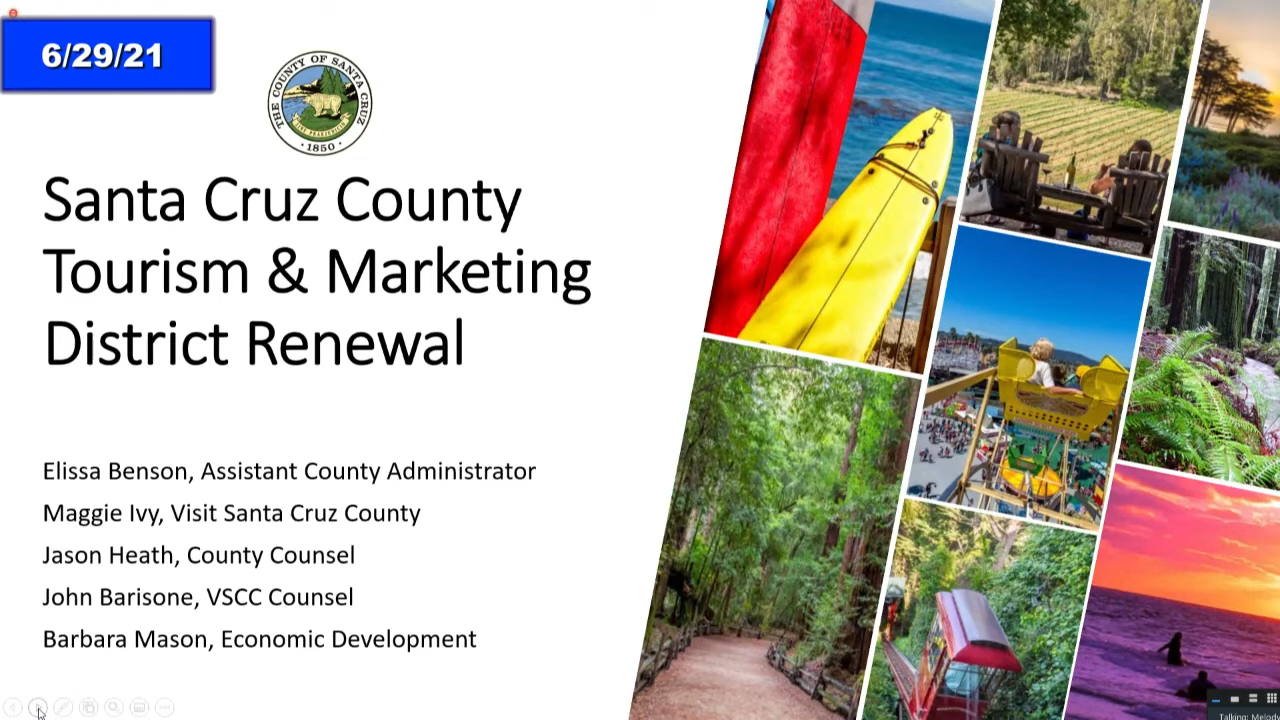 6/29/21
THE COUNTY OF SANTA CRUZ
· 1850 ·
Santa Cruz County
Tourism & Marketing
District Renewal
Elissa Benson, Assistant County Administrator
Maggie Ivy, Visit Santa Cruz County
Jason Heath, County Counsel
John Barisone, VSCC Counsel
Barbara Mason, Economic Development
Talking: Melody